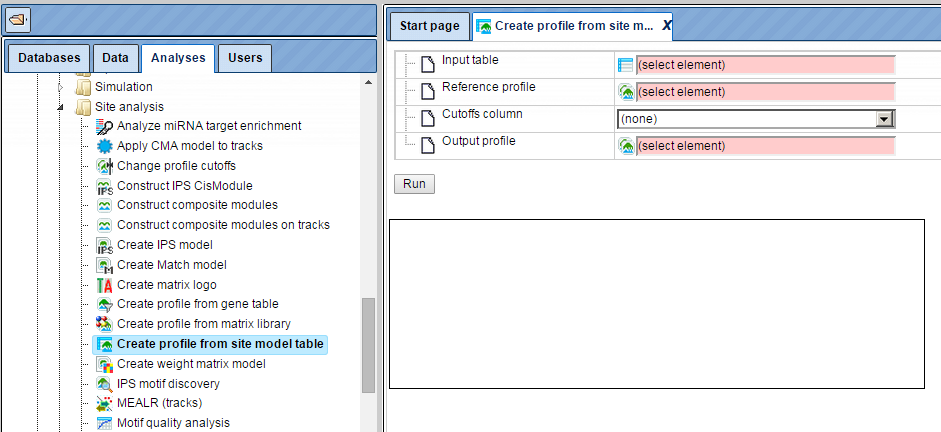 Databases Data Analyses Users
Simulation
Site analysis
Analyze miRNA target enrichment
Apply CMA model to tracks
Change profile cutoffs
IPS Construct IPS CisModule
Construct composite modules
Construct composite modules on tracks
IPS Create IPS model
M Create Match model
TA Create matrix logo
Create profile from gene table
Create profile from matrix library
Create profile from site model table
Create weight matrix model
IPS motif discovery
MEALR (tracks)
Motif quality analysis
Start page Create profile from site m... X
Input table (select element)
Reference profile (select element)
Cutoffs column (none)
Output profile (select element)
Run